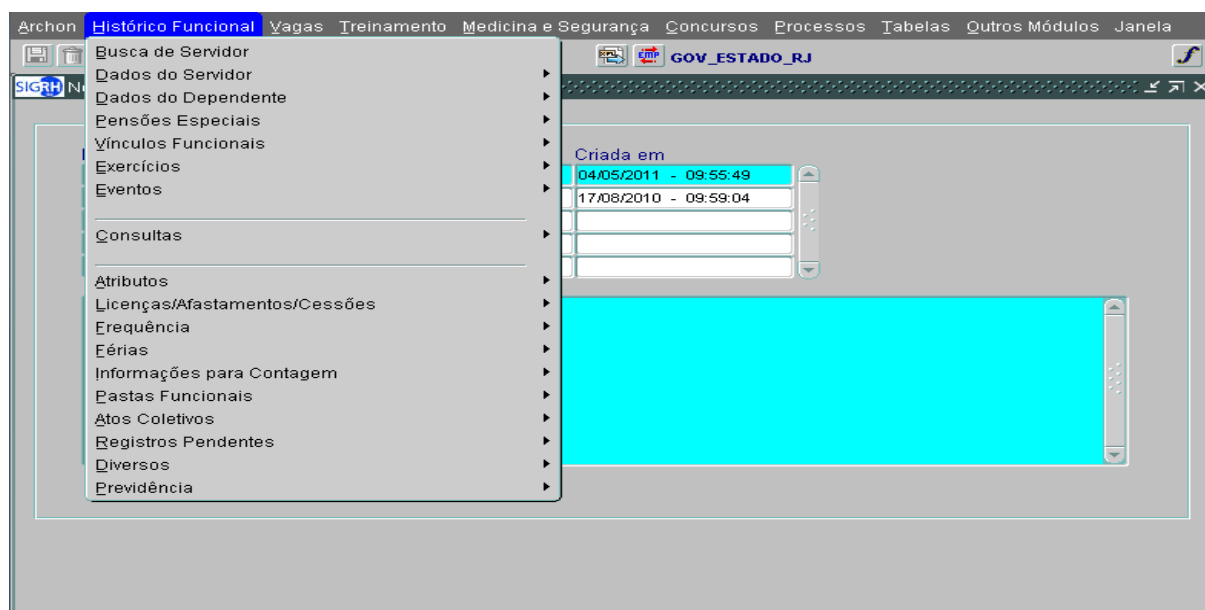 Archon Histórico Funcional Vagas Treinamento Medicina e Segurança Concursos Processos Tabelas Outros Módulos Janela
GOV_ESTADO_RJ
SIGRH
Busca de Servidor
Dados do Servidor
Dados do Dependente
Pensões Especiais
Vínculos Funcionais
Exercícios
Eventos
Consultas
Atributos
Licenças/Afastamentos/Cessões
Frequência
Férias
Informações para Contagem
Pastas Funcionais
Atos Coletivos
Registros Pendentes
Diversos
Previdência
Criada em
04/05/2011 - 09:55:49
17/08/2010 - 09:59:04